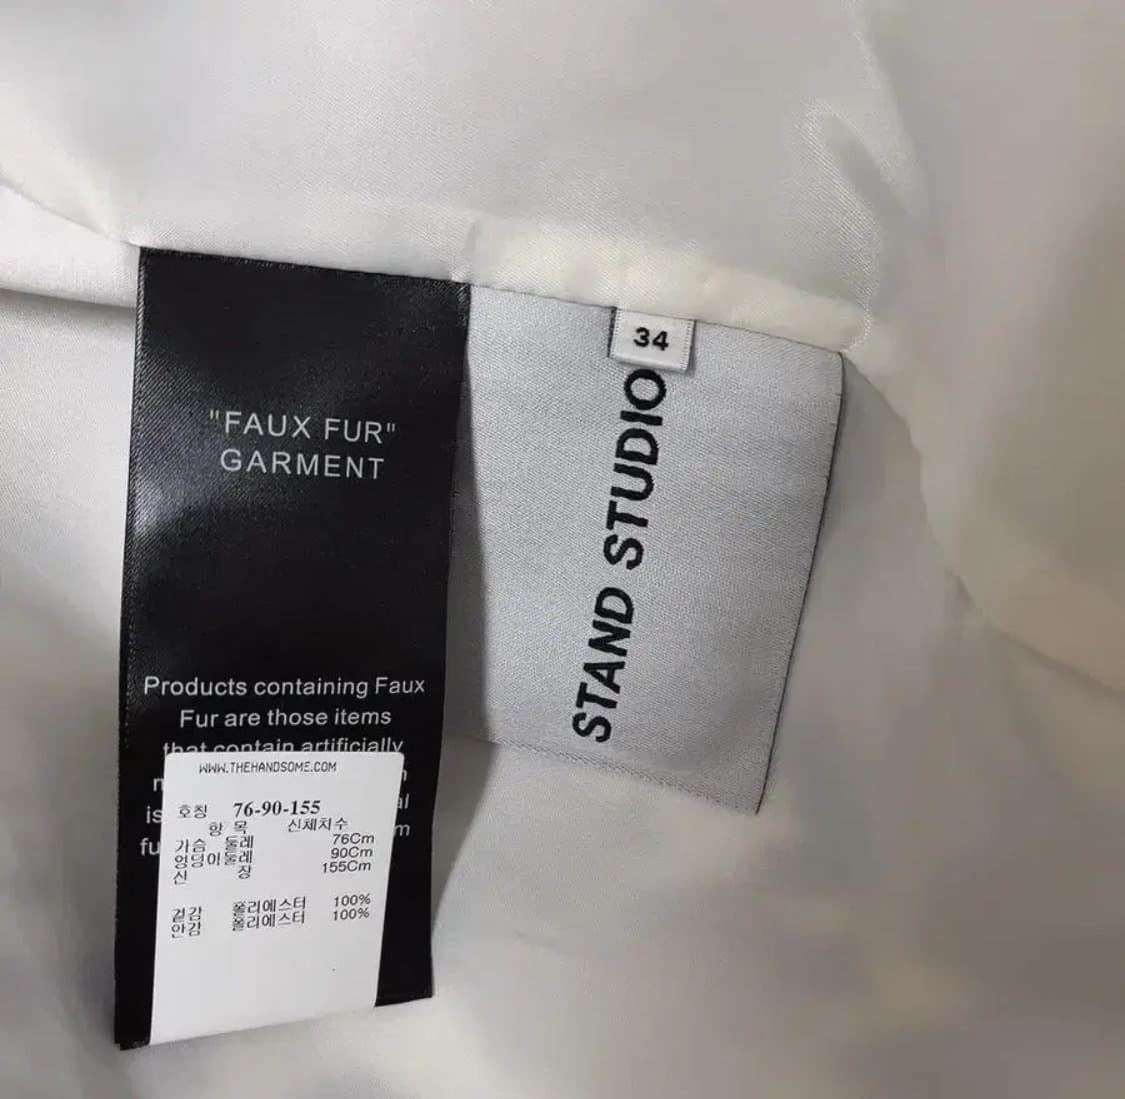 "FAUX FUR"
GARMENT
Products containing Faux
Fur are those items
that contain artificially
WWW.THEHANDSOME.COM
호칭 76-90-155
항 목 신체치수
가슴 둘레 76Cm
엉덩이둘레 90Cm
신 장 155Cm
겉감 폴리에스터 100%
안감 폴리에스터 100%
34
STAND STUDIO